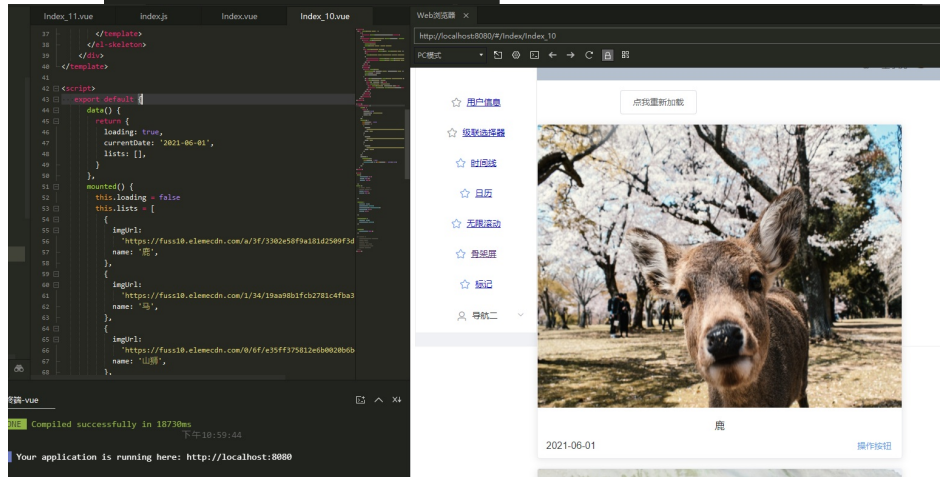 Index_11.vue index.js Index.vue Index_10.vue
37 </template>
38 </el-skeleton>
39 </div>
40 </template>
41
42 <script>
43 export default {
44 data() {
45 return {
46 loading: true,
47 currentDate: '2021-06-01',
48 lists: [],
49 }
50 },
51 mounted() {
52 this.loading = false
53 this.lists = [
54 {
55 imgUrl:
56 'https://fuss10.elemecdn.com/a/3f/3302e58f9a181d2509f3d
57 name: '鹿',
58 },
59 {
60 imgUrl:
61 'https://fuss10.elemecdn.com/1/34/19aa98b1fcb2781c4fba3
62 name: '马',
63 },
64 {
65 imgUrl:
66 'https://fuss10.elemecdn.com/0/6f/e35ff375812e6b0020b6b
67 name: '山狮',
68 },
终端-vue
DONE Compiled successfully in 18730ms
下午10:59:44
Your application is running here: http://localhost:8080
Web浏览器
http://localhost:8080/#/Index/Index_10
PC模式
用户信息
级联选择器
时间线
日历
无限滚动
骨架屏
标记
导航二
点我重新加载
鹿
2021-06-01 操作按钮